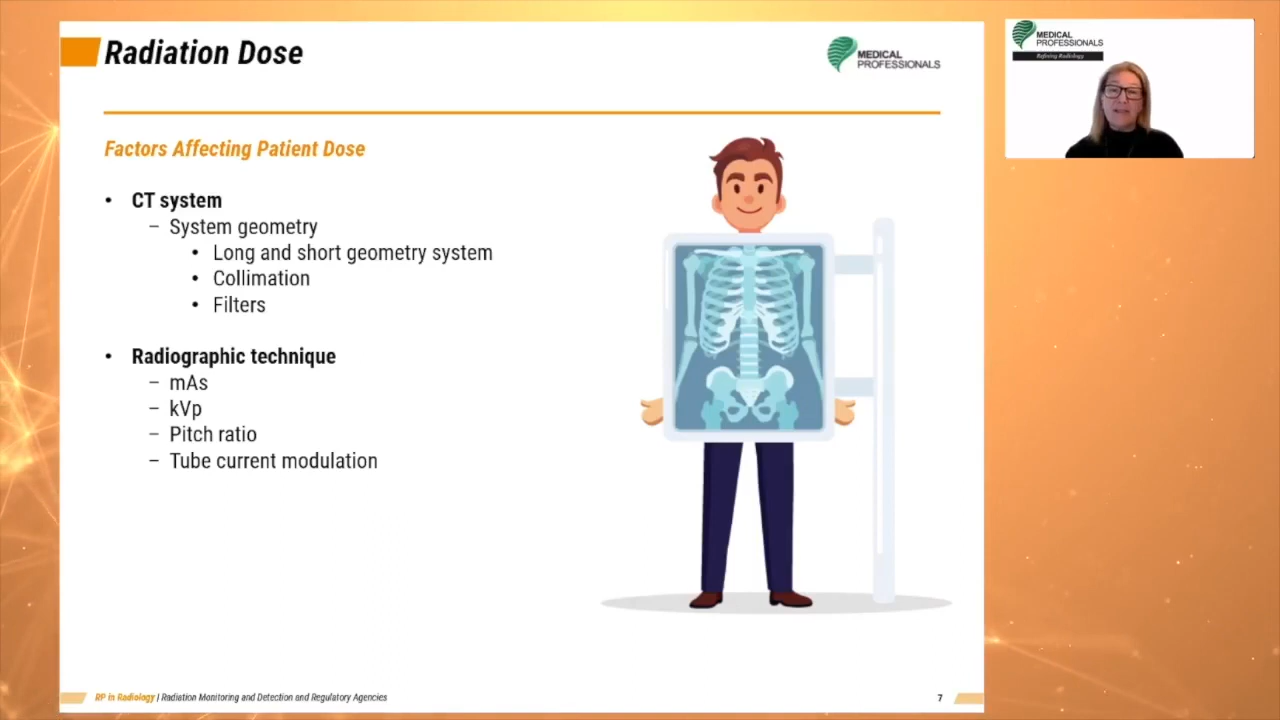 Radiation Dose
MEDICAL
PROFESSIONALS
Factors Affecting Patient Dose
• CT system
– System geometry
• Long and short geometry system
• Collimation
• Filters
• Radiographic technique
– mAs
– kVp
– Pitch ratio
– Tube current modulation
RP in Radiology | Radiation Monitoring and Detection and Regulatory Agencies
7
MEDICAL
PROFESSIONALS
Refining Radiology